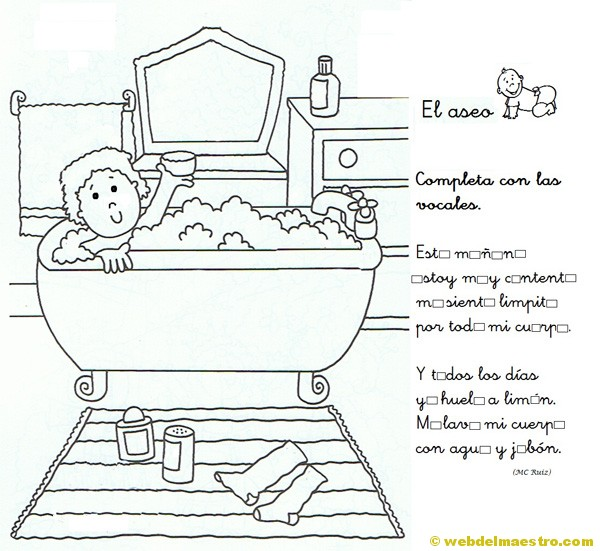 El aseo
Completa con las
vocales.
Est□ m□ñ□n□
□stoy m□y c□ntent□
m□sient□ limpit□
por tod□ mi cu□rp□.
Y t□dos los días
y□ huel□ a lim□n.
M□lav□ mi cuerp□
con agu□ y j□bón.
(MC Ruiz)
© webdelmaestro.com